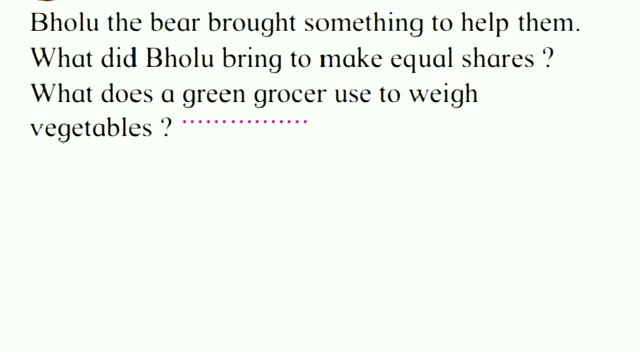 Bholu the bear brought something to help them.
What did Bholu bring to make equal shares ?
What does a green grocer use to weigh
vegetables ? ................